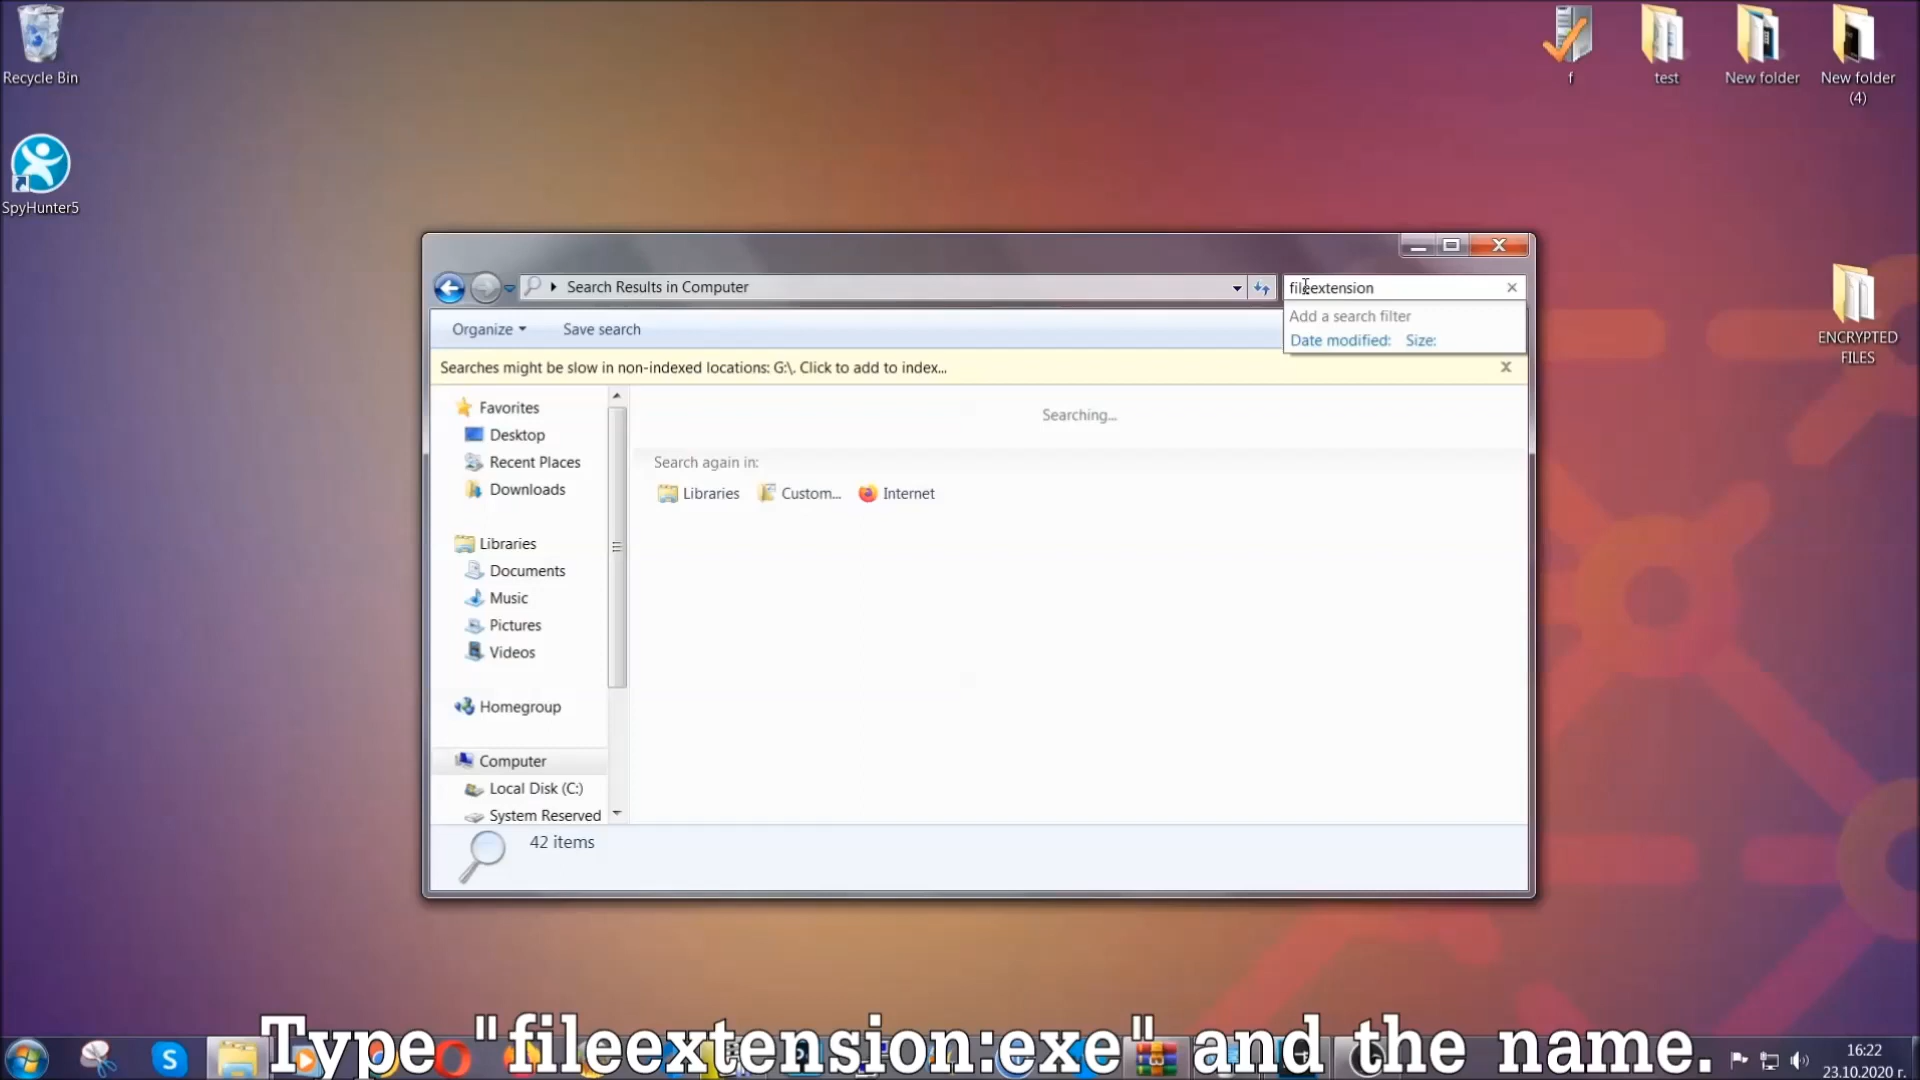 Recycle Bin
SpyHunter5
f
test
New folder
New folder
(4)
ENCRYPTED
FILES
Search Results in Computer
fileextension
Add a search filter
Date modified: Size:
Organize
Save search
Searches might be slow in non-indexed locations: G:\. Click to add to index...
Favorites
Desktop
Recent Places
Downloads
Libraries
Documents
Music
Pictures
Videos
Homegroup
Computer
Local Disk (C:)
System Reserved
Searching...
Search again in:
Libraries
Custom...
Internet
42 items
Type "fileextension:exe" and the name.
16:22
23.10.2020 г.